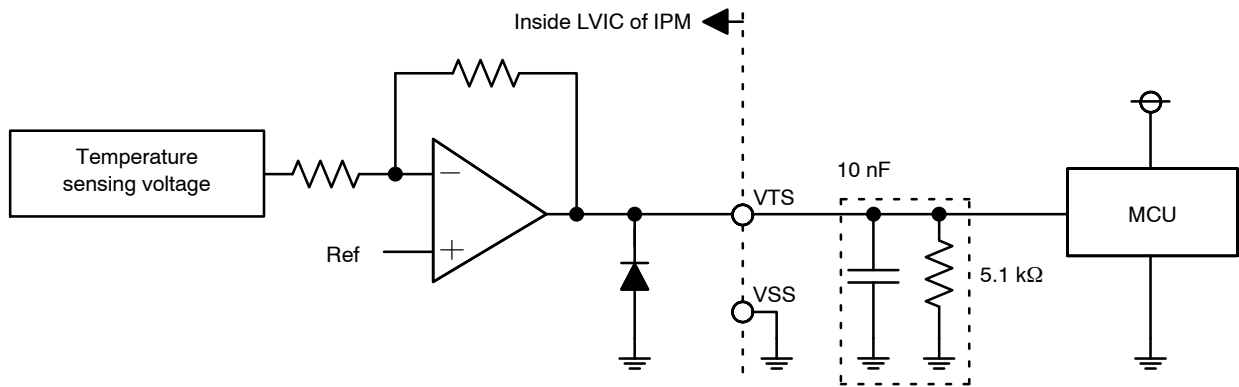 Inside LVIC of IPM
Temperature
sensing voltage
−
+
Ref
VTS
VSS
10 nF
5.1 kΩ
MCU